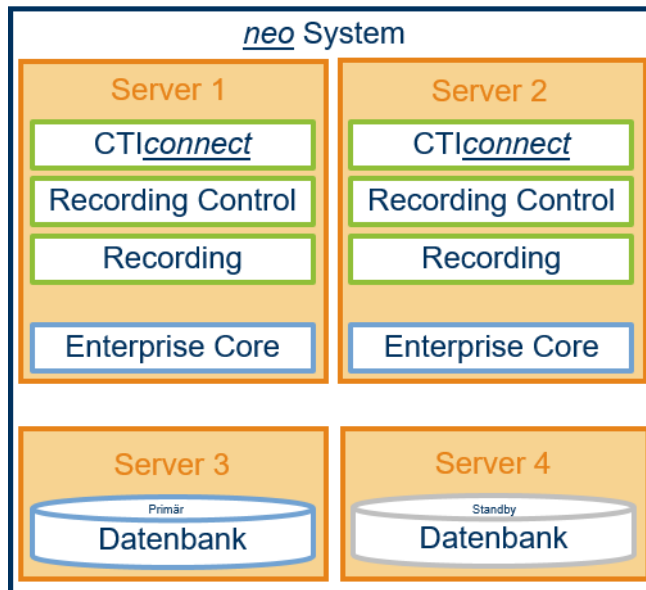 neo System
Server 1
CTIconnect
Recording Control
Recording
Enterprise Core
Server 2
CTIconnect
Recording Control
Recording
Enterprise Core
Server 3
Primär
Datenbank
Server 4
Standby
Datenbank